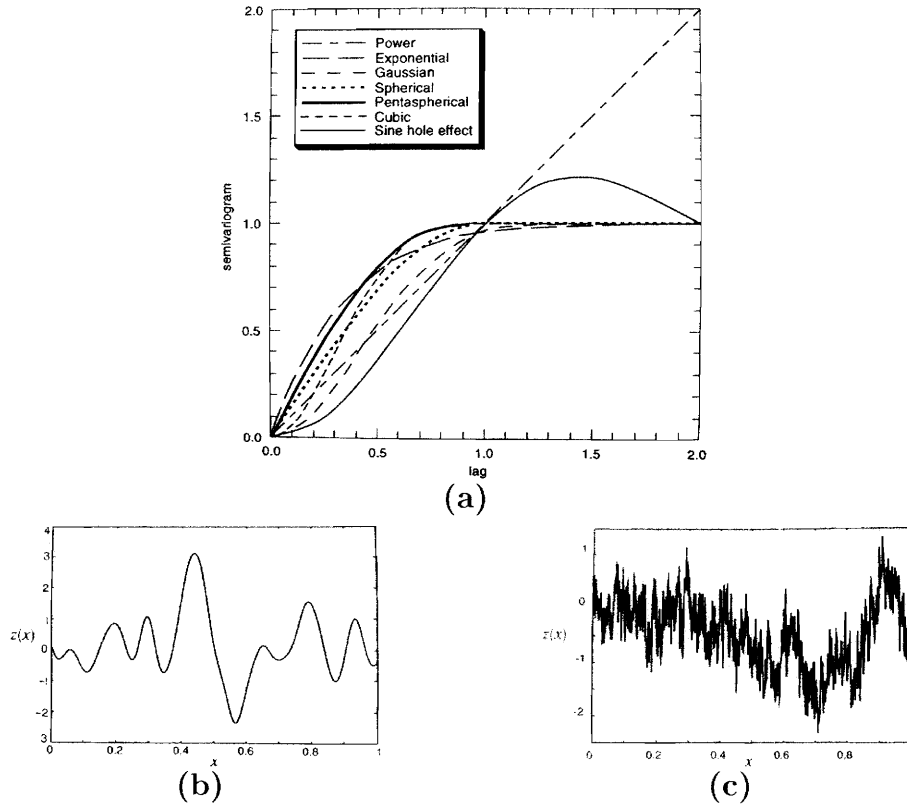 2.0
Power
Exponential
Gaussian
Spherical
Pentaspherical
Cubic
Sine hole effect
1.5
semivariogram
1.0
0.5
0.0
0.0 0.5 1.0 1.5 2.0
lag
(a)
4
3
2
1
z(x)
0
-1
-2
3
0 0.2 0.4 0.6 0.8 1
x
(b)
1
0
z(x)
-1
-2
0 0.2 0.4 0.6 0.8
x
(c)